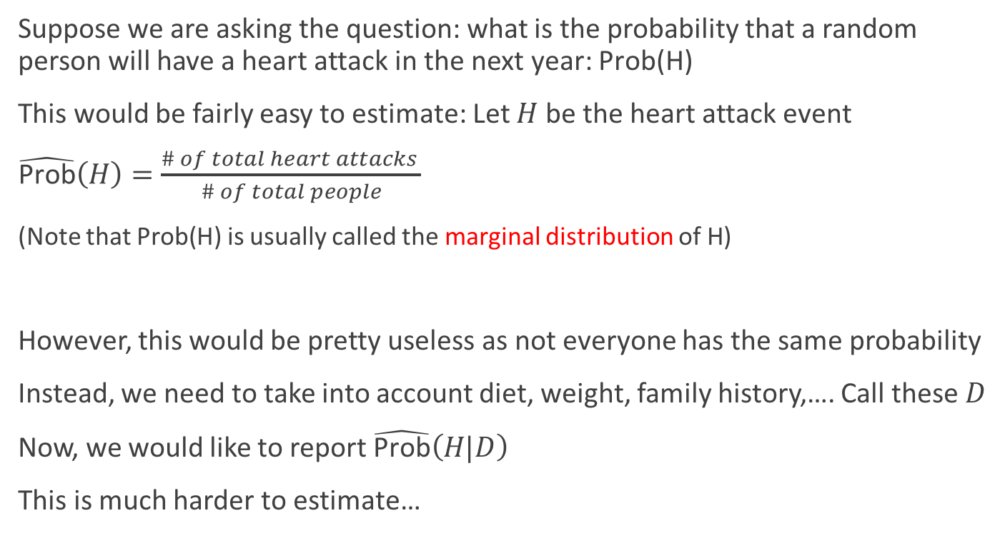 Suppose we are asking the question: what is the probability that a random
person will have a heart attack in the next year: Prob(H)
This would be fairly easy to estimate: Let H be the heart attack event
$\widehat{\text{Prob}}(H) = \frac{\#\ of\ total\ heart\ attacks}{\#\ of\ total\ people}$
(Note that Prob(H) is usually called the marginal distribution of H)
However, this would be pretty useless as not everyone has the same probability
Instead, we need to take into account diet, weight, family history,…. Call these D
Now, we would like to report $\widehat{\text{Prob}}(H|D)$
This is much harder to estimate…